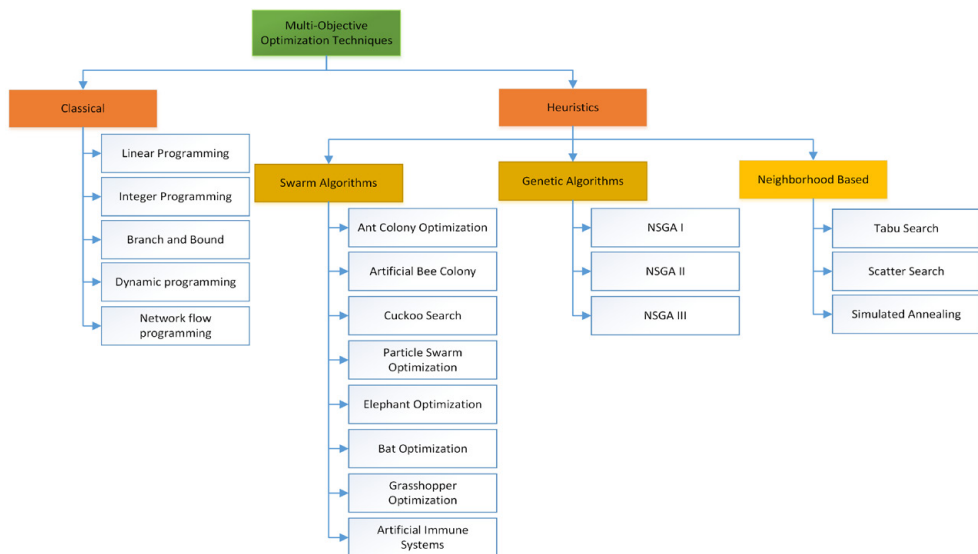 Multi-Objective
Optimization Techniques
Classical
Heuristics
Linear Programming
Integer Programming
Branch and Bound
Dynamic programming
Network flow
programming
Swarm Algorithms
Genetic Algorithms
Neighborhood Based
Ant Colony Optimization
Artificial Bee Colony
Cuckoo Search
Particle Swarm
Optimization
Elephant Optimization
Bat Optimization
Grasshopper
Optimization
Artificial Immune
Systems
NSGA I
NSGA II
NSGA III
Tabu Search
Scatter Search
Simulated Annealing